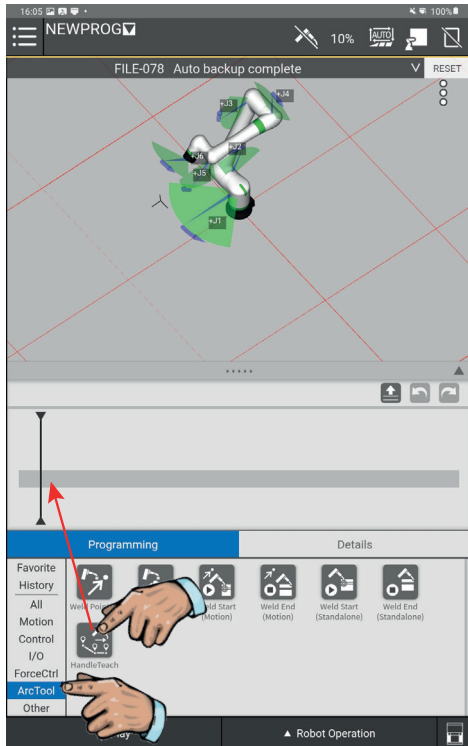 16:05
100%
NEWPROG
10%
AUTO
FILE-078 Auto backup complete
RESET
+J4
+J3
+J2
+J6
+J5
+J1
Programming
Details
Favorite
History
All
Motion
Control
I/O
ForceCtrl
ArcTool
Other
Weld Poi
ld Start
(Motion)
Weld End
(Motion)
Weld Start
(Standalone)
Weld End
(Standalone)
HandleTeach
▲ Robot Operation